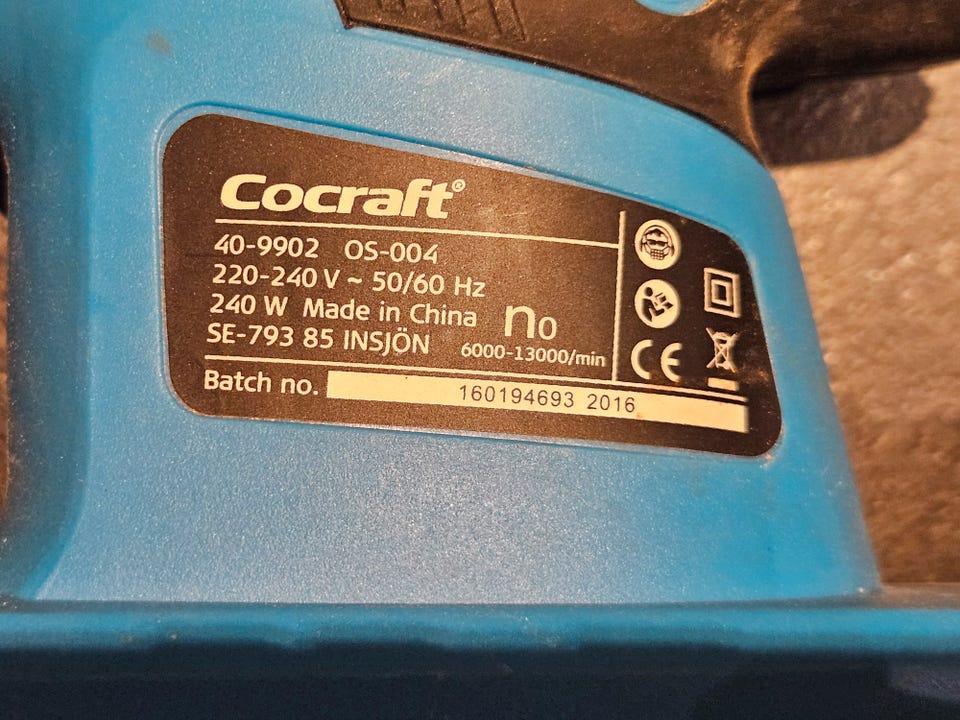 Cocraft®
40-9902 OS-004
220-240 V ~ 50/60 Hz
240 W Made in China
SE-793 85 INSJÖN
n0
6000-13000/min
CE
Batch no. 160194693 2016